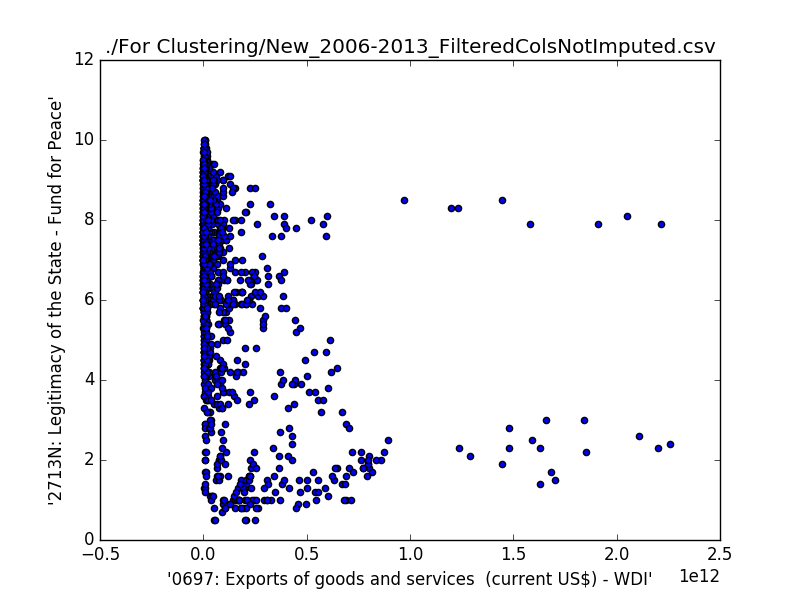 ./For Clustering/New_2006-2013_FilteredColsNotImputed.csv
12
10
8
6
4
2
0
'2713N: Legitimacy of the State - Fund for Peace'
−0.5 0.0 0.5 1.0 1.5 2.0 2.5
1e12
'0697: Exports of goods and services  (current US$) - WDI'